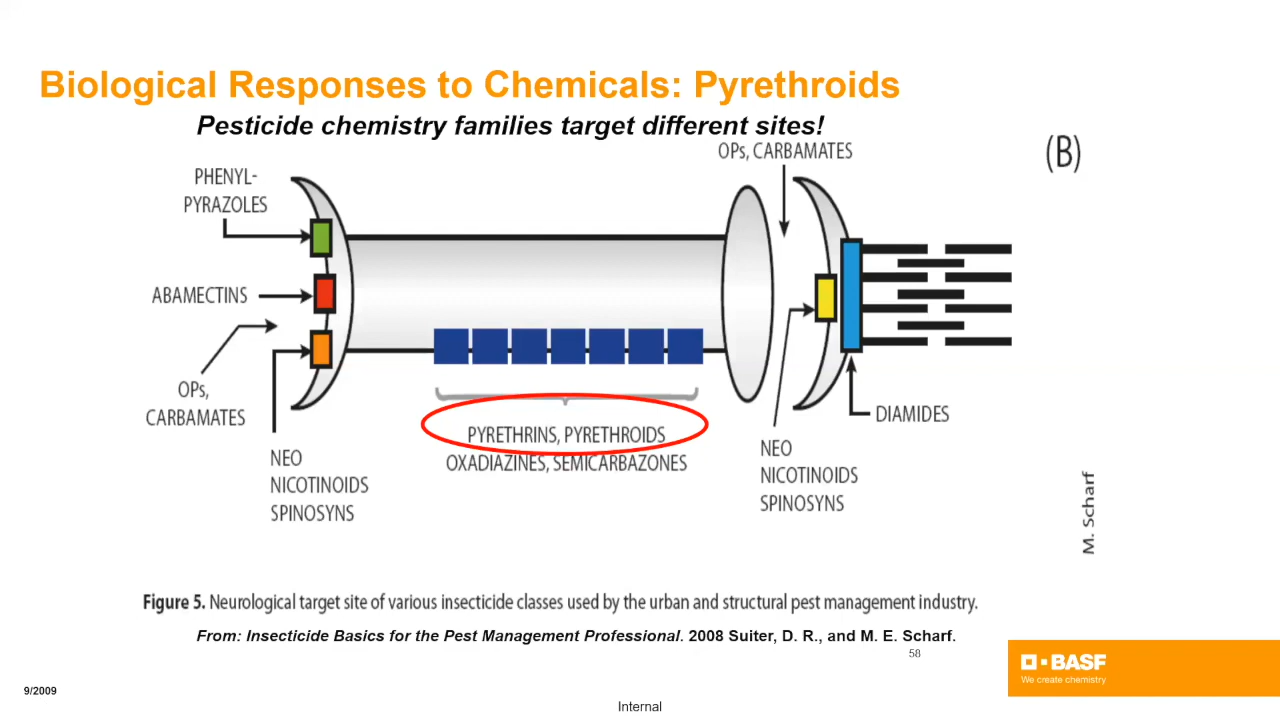 Biological Responses to Chemicals: Pyrethroids
Pesticide chemistry families target different sites!
OPs, CARBAMATES
(B)
PHENYL-
PYRAZOLES
ABAMECTINS
OPs,
CARBAMATES
NEO
NICOTINOIDS
SPINOSYNS
PYRETHRINS, PYRETHROIDS
OXADIAZINES, SEMICARBAZONES
NEO
NICOTINOIDS
SPINOSYNS
DIAMIDES
M. Scharf
Figure 5. Neurological target site of various insecticide classes used by the urban and structural pest management industry.
From: Insecticide Basics for the Pest Management Professional. 2008 Suiter, D. R., and M. E. Scharf.
58
BASF
We create chemistry
9/2009
Internal